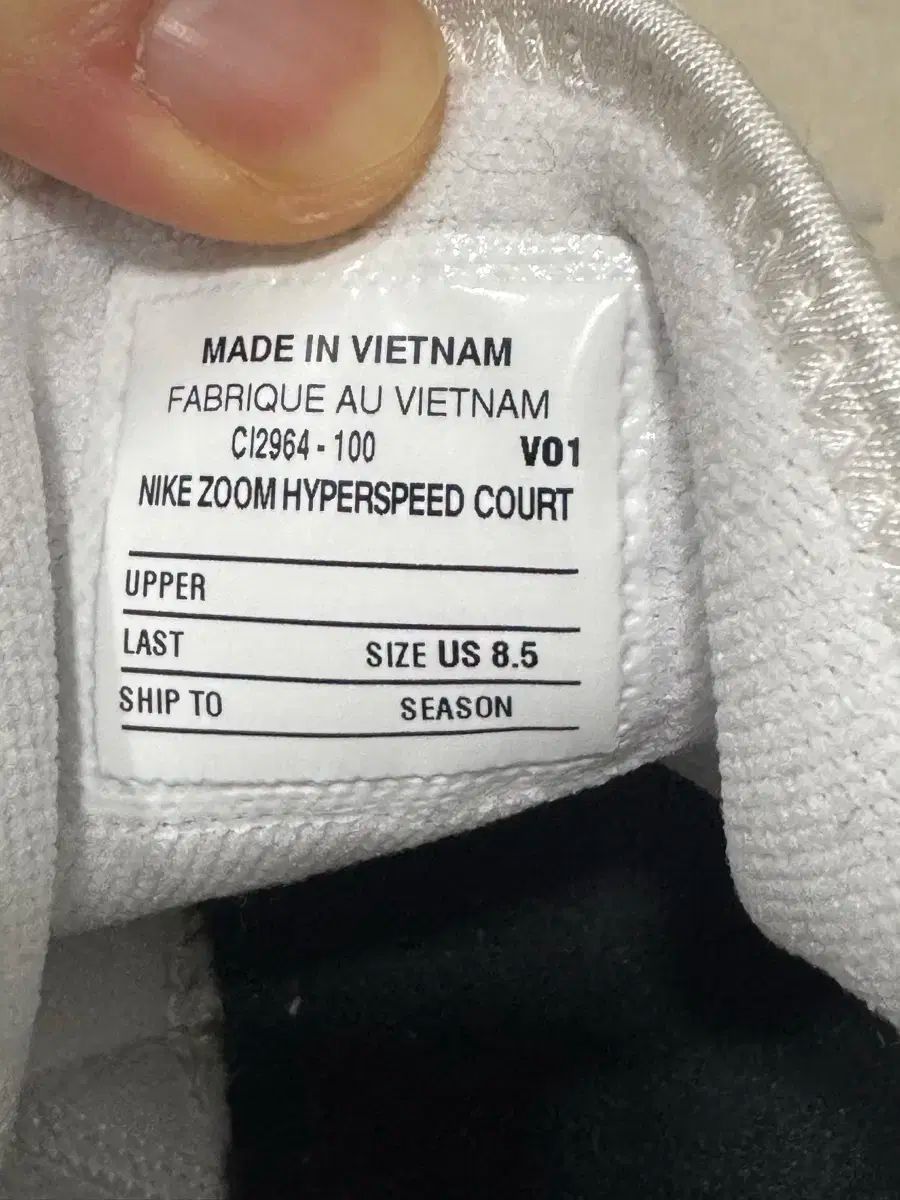 MADE IN VIETNAM
FABRIQUE AU VIETNAM
CI2964 - 100 V01
NIKE ZOOM HYPERSPEED COURT
UPPER
LAST SIZE US 8.5
SHIP TO SEASON